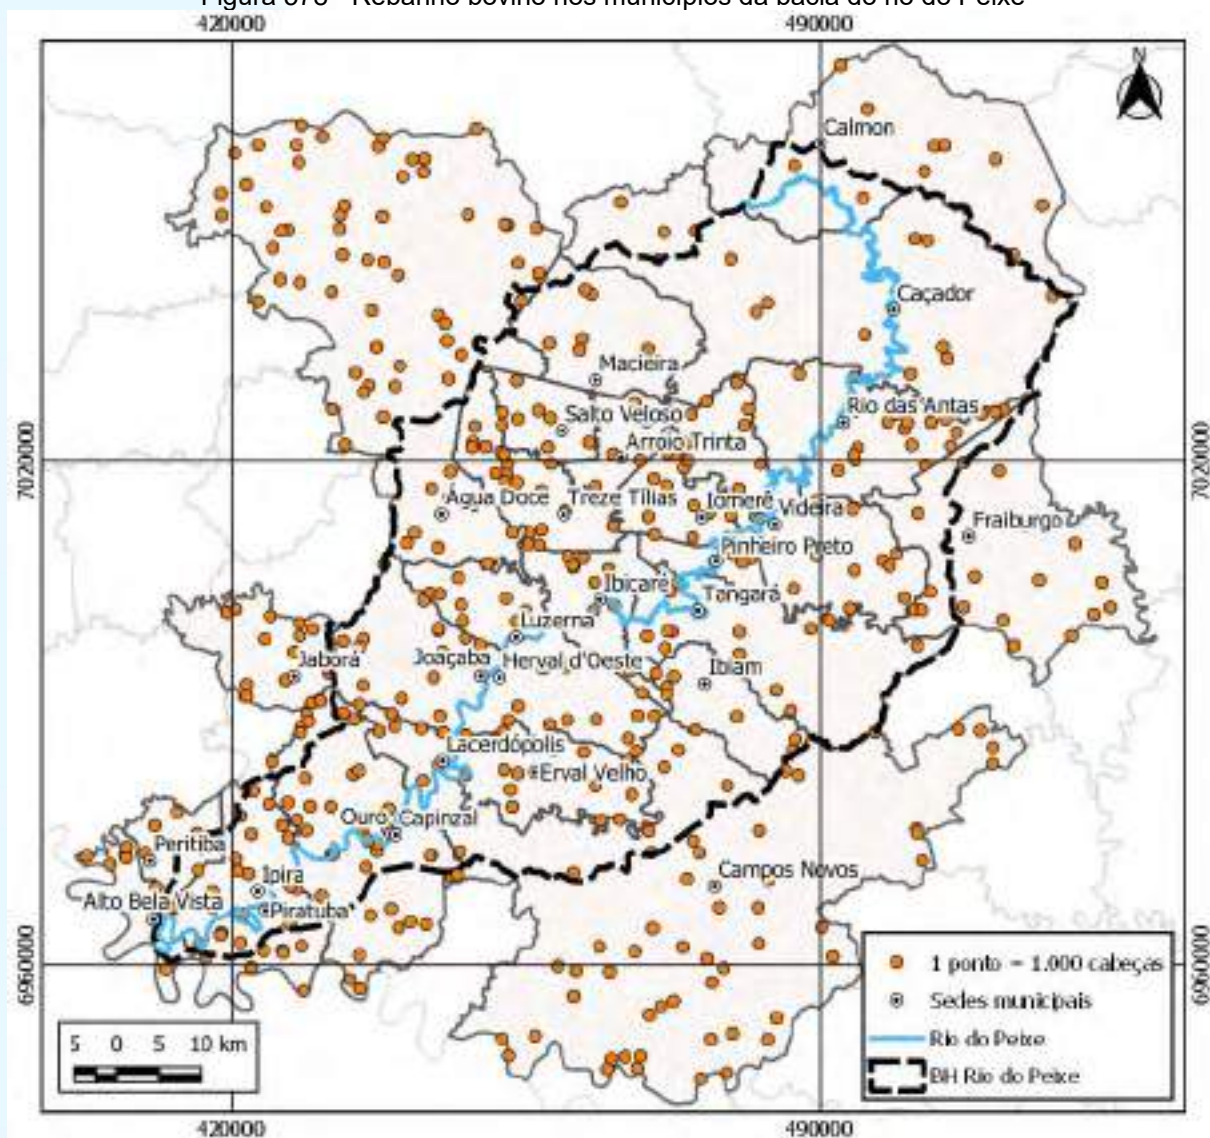 Figura 378 - Rebanho bovino nos municípios da bacia do rio do Peixe
420000 490000
N
Calmon
Caçador
Macieira
Rio das Antas
Salto Veloso
Arroio Trinta
7020000 7020000
Água Doce Treze Tílias Iomerê Videira
Fraiburgo
Pinheiro Preto
Ibicaré Tangará
Luzerna
Jaborá Joaçaba Herval d'Oeste Ibiam
Lacerdópolis
Erval Velho
Ouro Capinzal
Peritiba
Ipira Campos Novos
Alto Bela Vista Piratuba
6960000 6960000
1 ponto = 1.000 cabeças
Sedes municipais
Rio do Peixe
BH Rio do Peixe
5 0 5 10 km
420000 490000